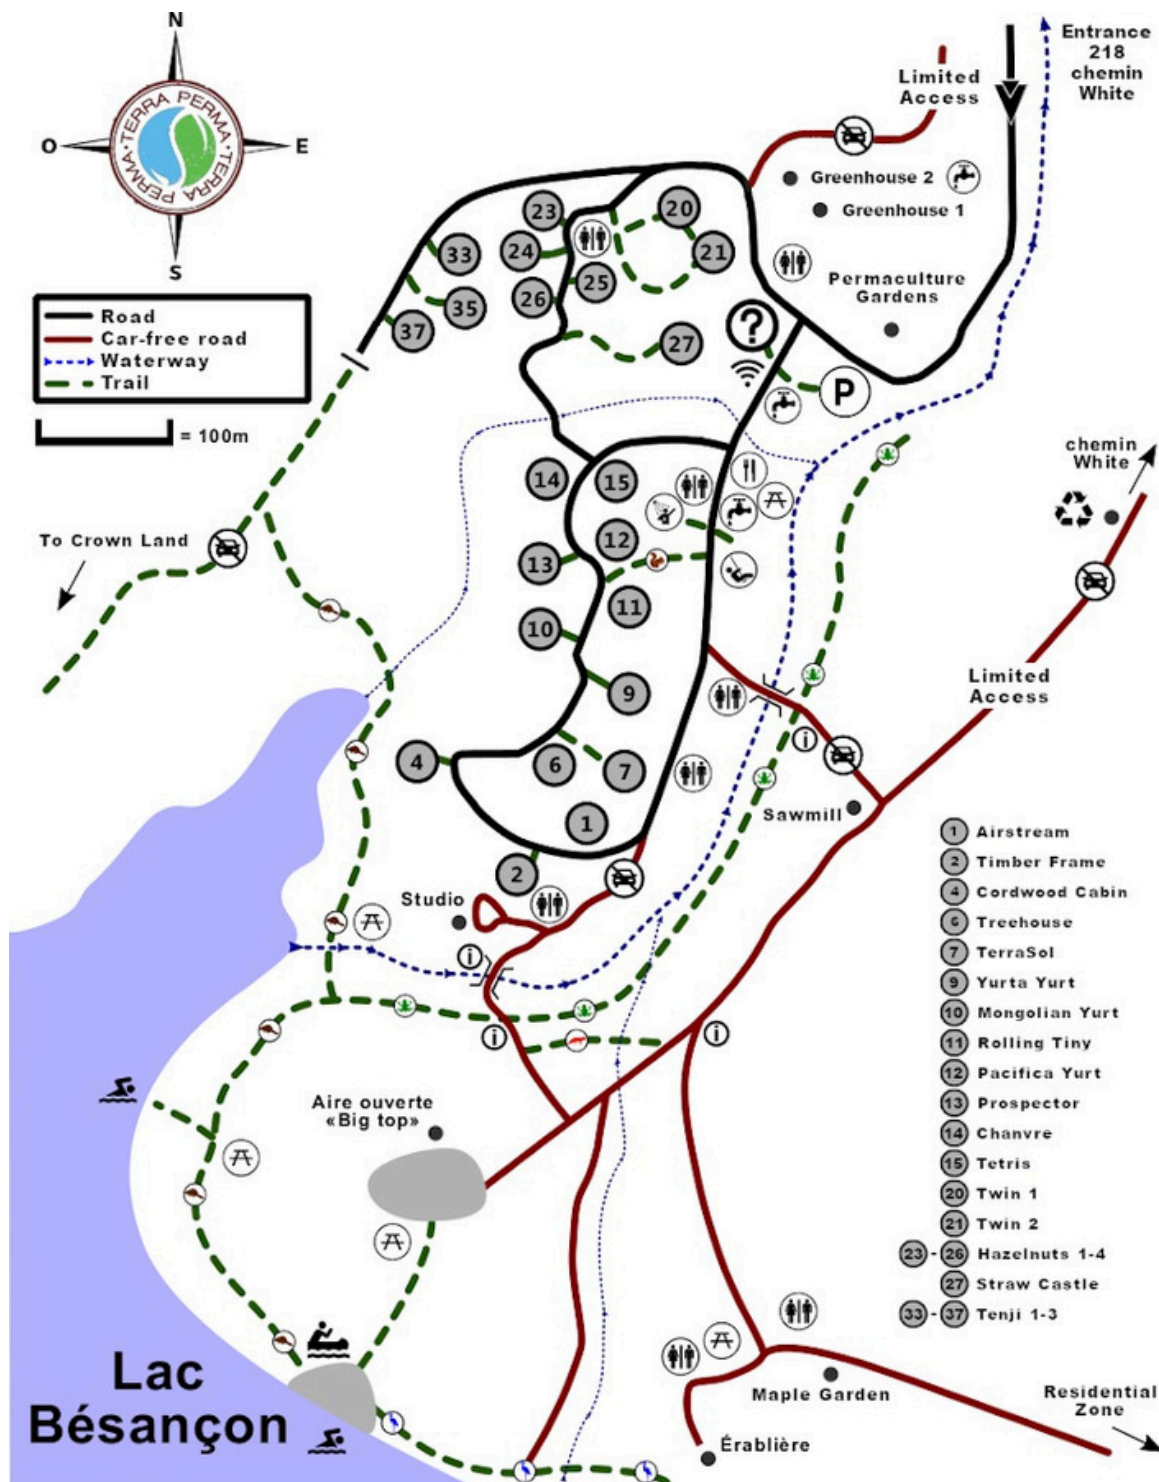 N
O
E
S
TERRA PERMA · TERRA PERMA ·
Entrance
218
chemin
White
Limited
Access
Greenhouse 2
Greenhouse 1
Permaculture
Gardens
Road
Car-free road
Waterway
Trail
= 100m
23
20
24
21
33
25
26
35
37
27
?
P
14
15
12
13
11
10
9
4
6
7
1
2
chemin
White
To Crown Land
Limited
Access
i
Sawmill
Studio
i
i
i
Aire ouverte
«Big top»
1 Airstream
2 Timber Frame
4 Cordwood Cabin
6 Treehouse
7 TerraSol
9 Yurta Yurt
10 Mongolian Yurt
11 Rolling Tiny
12 Pacifica Yurt
13 Prospector
14 Chanvre
15 Tetris
20 Twin 1
21 Twin 2
23 - 26 Hazelnuts 1-4
27 Straw Castle
33 - 37 Tenji 1-3
Lac
Bésançon
Maple Garden
Érablière
Residential
Zone